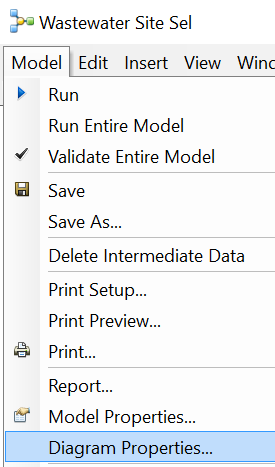 Wastewater Site Sel
Model Edit Insert View Wind
Run
Run Entire Model
Validate Entire Model
Save
Save As...
Delete Intermediate Data
Print Setup...
Print Preview...
Print...
Report...
Model Properties...
Diagram Properties...